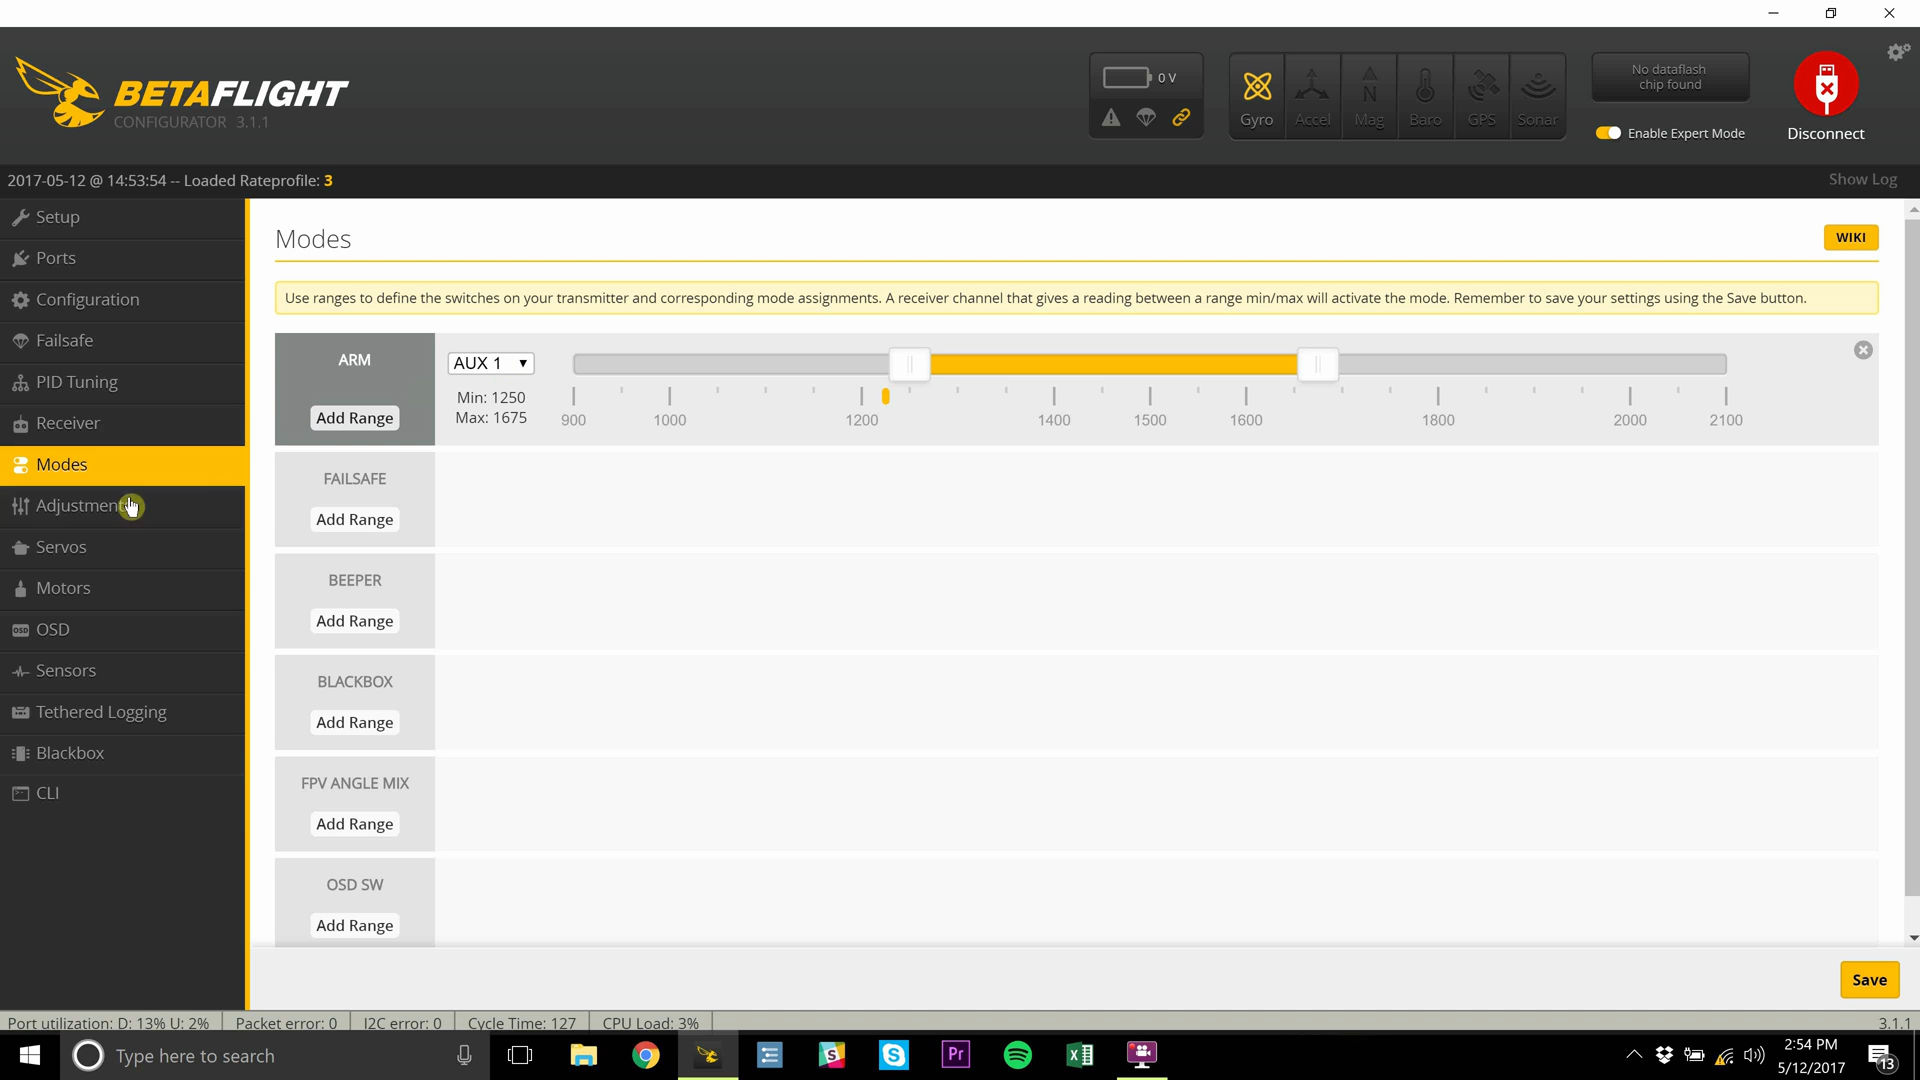 BETAFLIGHT
CONFIGURATOR 3.1.1
0 V
Gyro Accel Mag Baro GPS Sonar
N
No dataflash
chip found
Enable Expert Mode
Disconnect
2017-05-12 @ 14:53:54 -- Loaded Rateprofile: 3
Show Log
Setup
Ports
Configuration
Failsafe
PID Tuning
Receiver
Modes
Adjustment
Servos
Motors
OSD
OSD
Sensors
Tethered Logging
Blackbox
CLI
Modes
WIKI
Use ranges to define the switches on your transmitter and corresponding mode assignments. A receiver channel that gives a reading between a range min/max will activate the mode. Remember to save your settings using the Save button.
ARM
Add Range
AUX 1
Min: 1250
Max: 1675
900 1000 1200 1400 1500 1600 1800 2000 2100
FAILSAFE
Add Range
BEEPER
Add Range
BLACKBOX
Add Range
FPV ANGLE MIX
Add Range
OSD SW
Add Range
Save
Port utilization: D: 13% U: 2% Packet error: 0 I2C error: 0 Cycle Time: 127 CPU Load: 3% 3.1.1
Type here to search
S
S
Pr
2:54 PM
5/12/2017
13